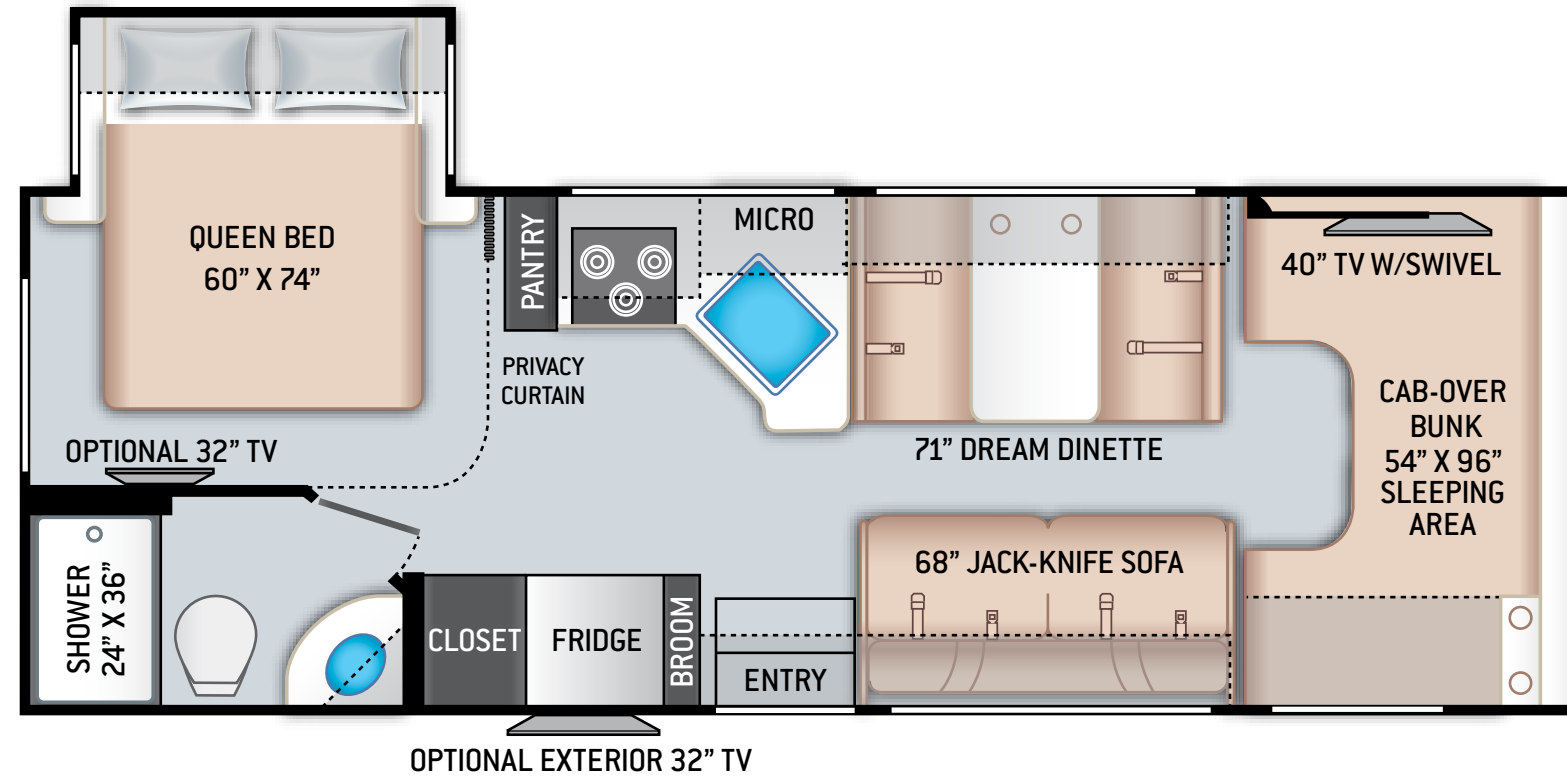 QUEEN BED
60” X 74”
PANTRY
MICRO
40” TV W/SWIVEL
PRIVACY
CURTAIN
CAB-OVER
BUNK
54” X 96”
SLEEPING
AREA
OPTIONAL 32” TV
71” DREAM DINETTE
68” JACK-KNIFE SOFA
SHOWER
24” X 36”
CLOSET
FRIDGE
BROOM
ENTRY
OPTIONAL EXTERIOR 32” TV